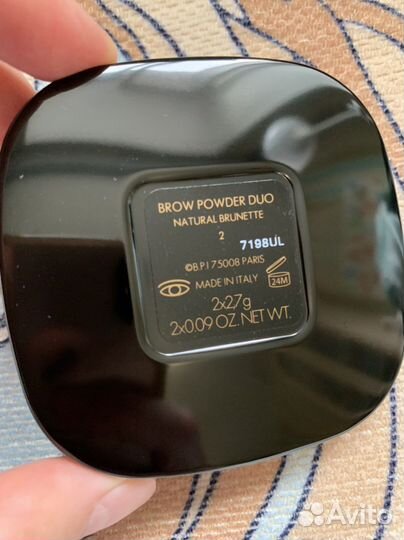 BROW POWDER DUO
NATURAL BRUNETTE
2
7198UL
©B.P.I 75008 PARIS
MADE IN ITALY
24M
2x2.7g
2x0.09 OZ. NET WT.
Avito